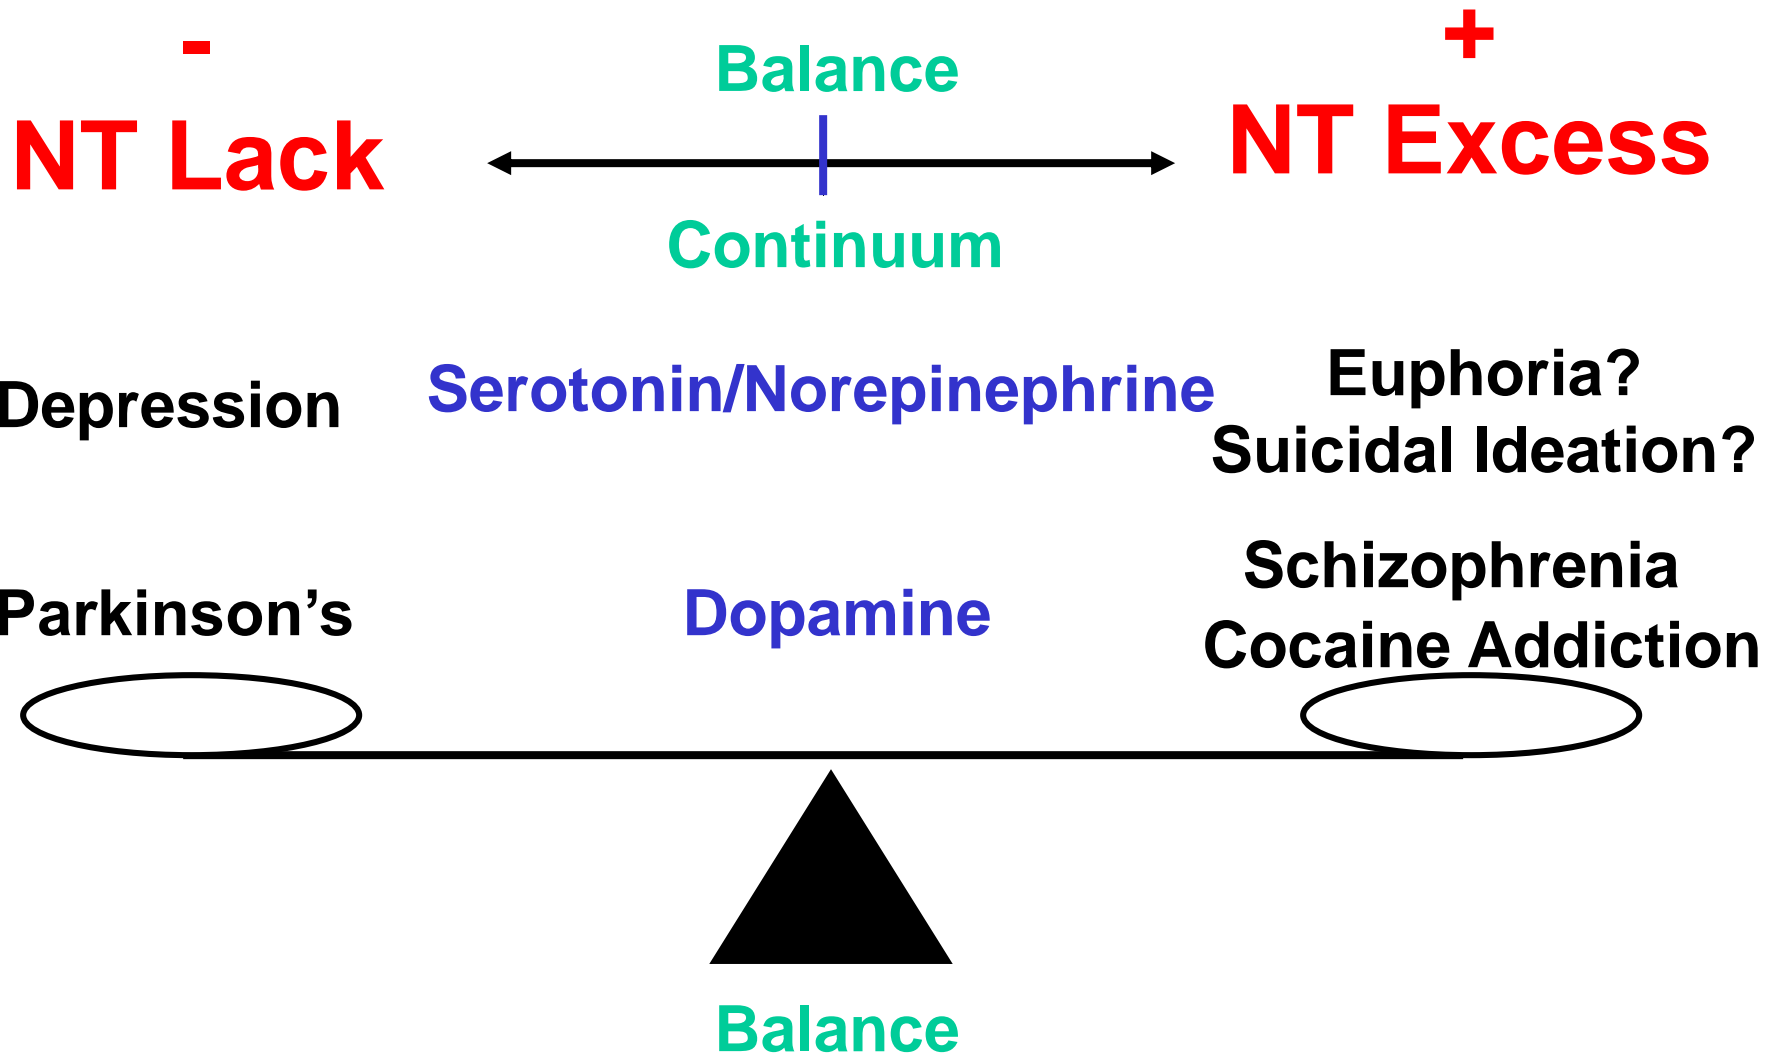 -
+
Balance
NT Lack
NT Excess
Continuum
Depression
Serotonin/Norepinephrine
Euphoria?
Suicidal Ideation?
Parkinson’s
Dopamine
Schizophrenia
Cocaine Addiction
Balance